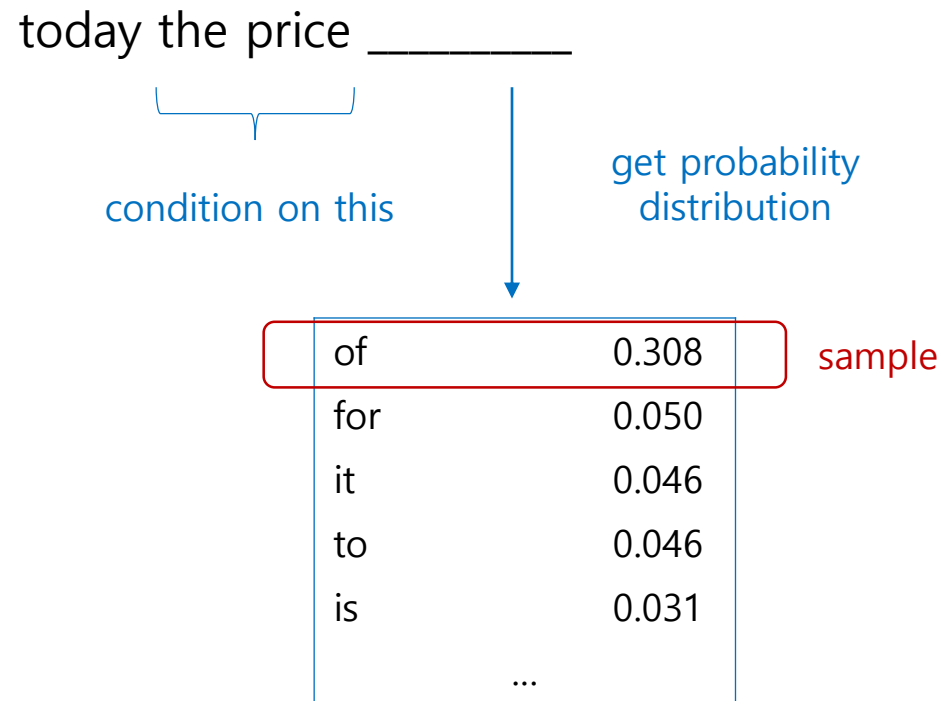 today the price __________
condition on this
get probability
distribution
of 0.308
sample
for 0.050
it 0.046
to 0.046
is 0.031
...